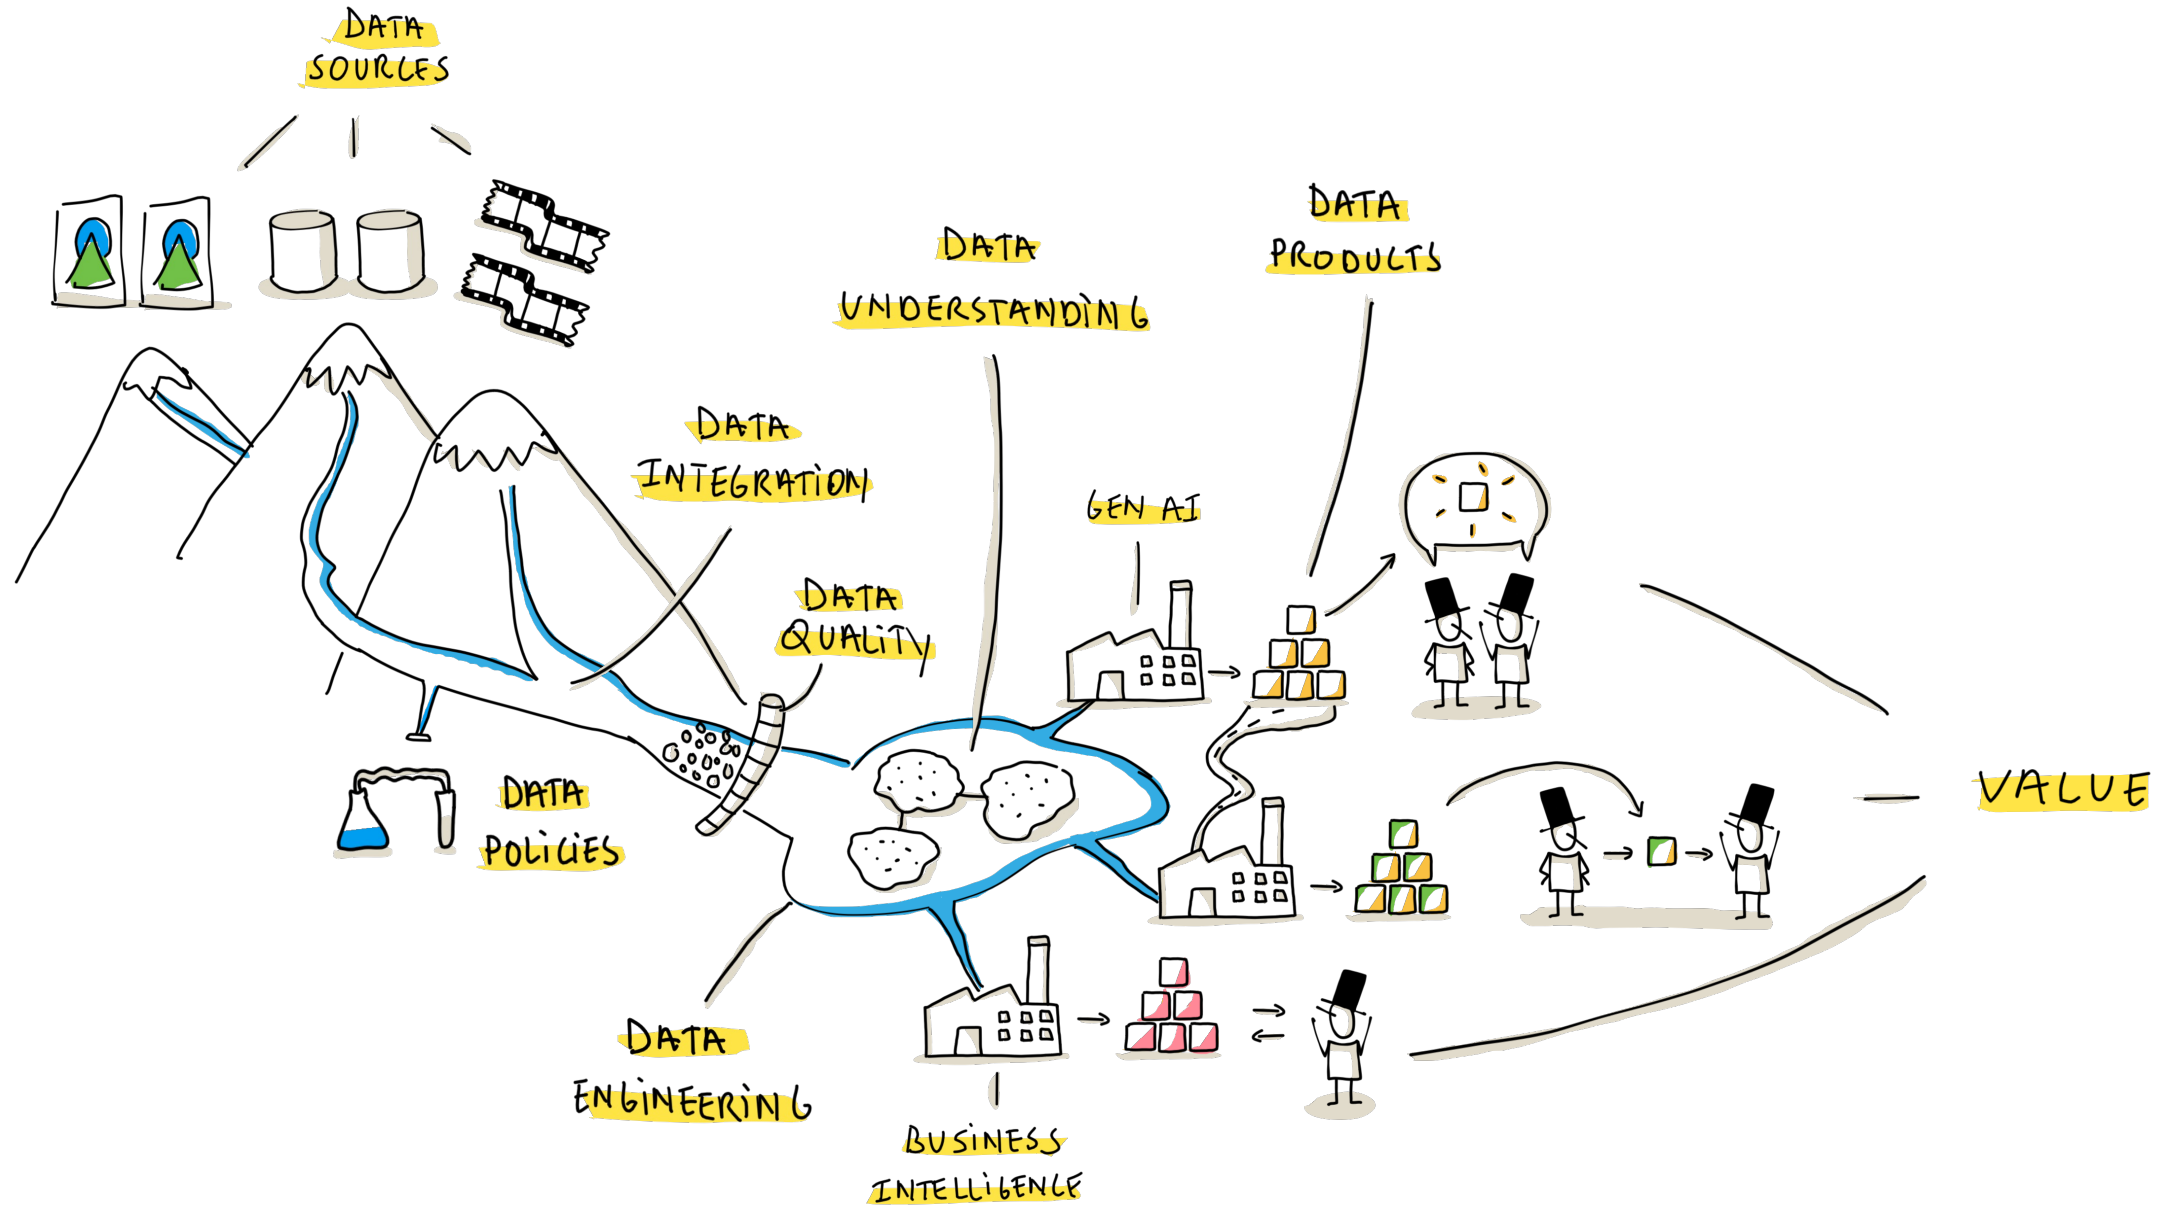 DATA
SOURCES
DATA
UNDERSTANDING
DATA
PRODUCTS
DATA
INTEGRATION
GEN AI
DATA
QUALITY
DATA
POLICIES
VALUE
DATA
ENGINEERING
BUSINESS
INTELLIGENCE